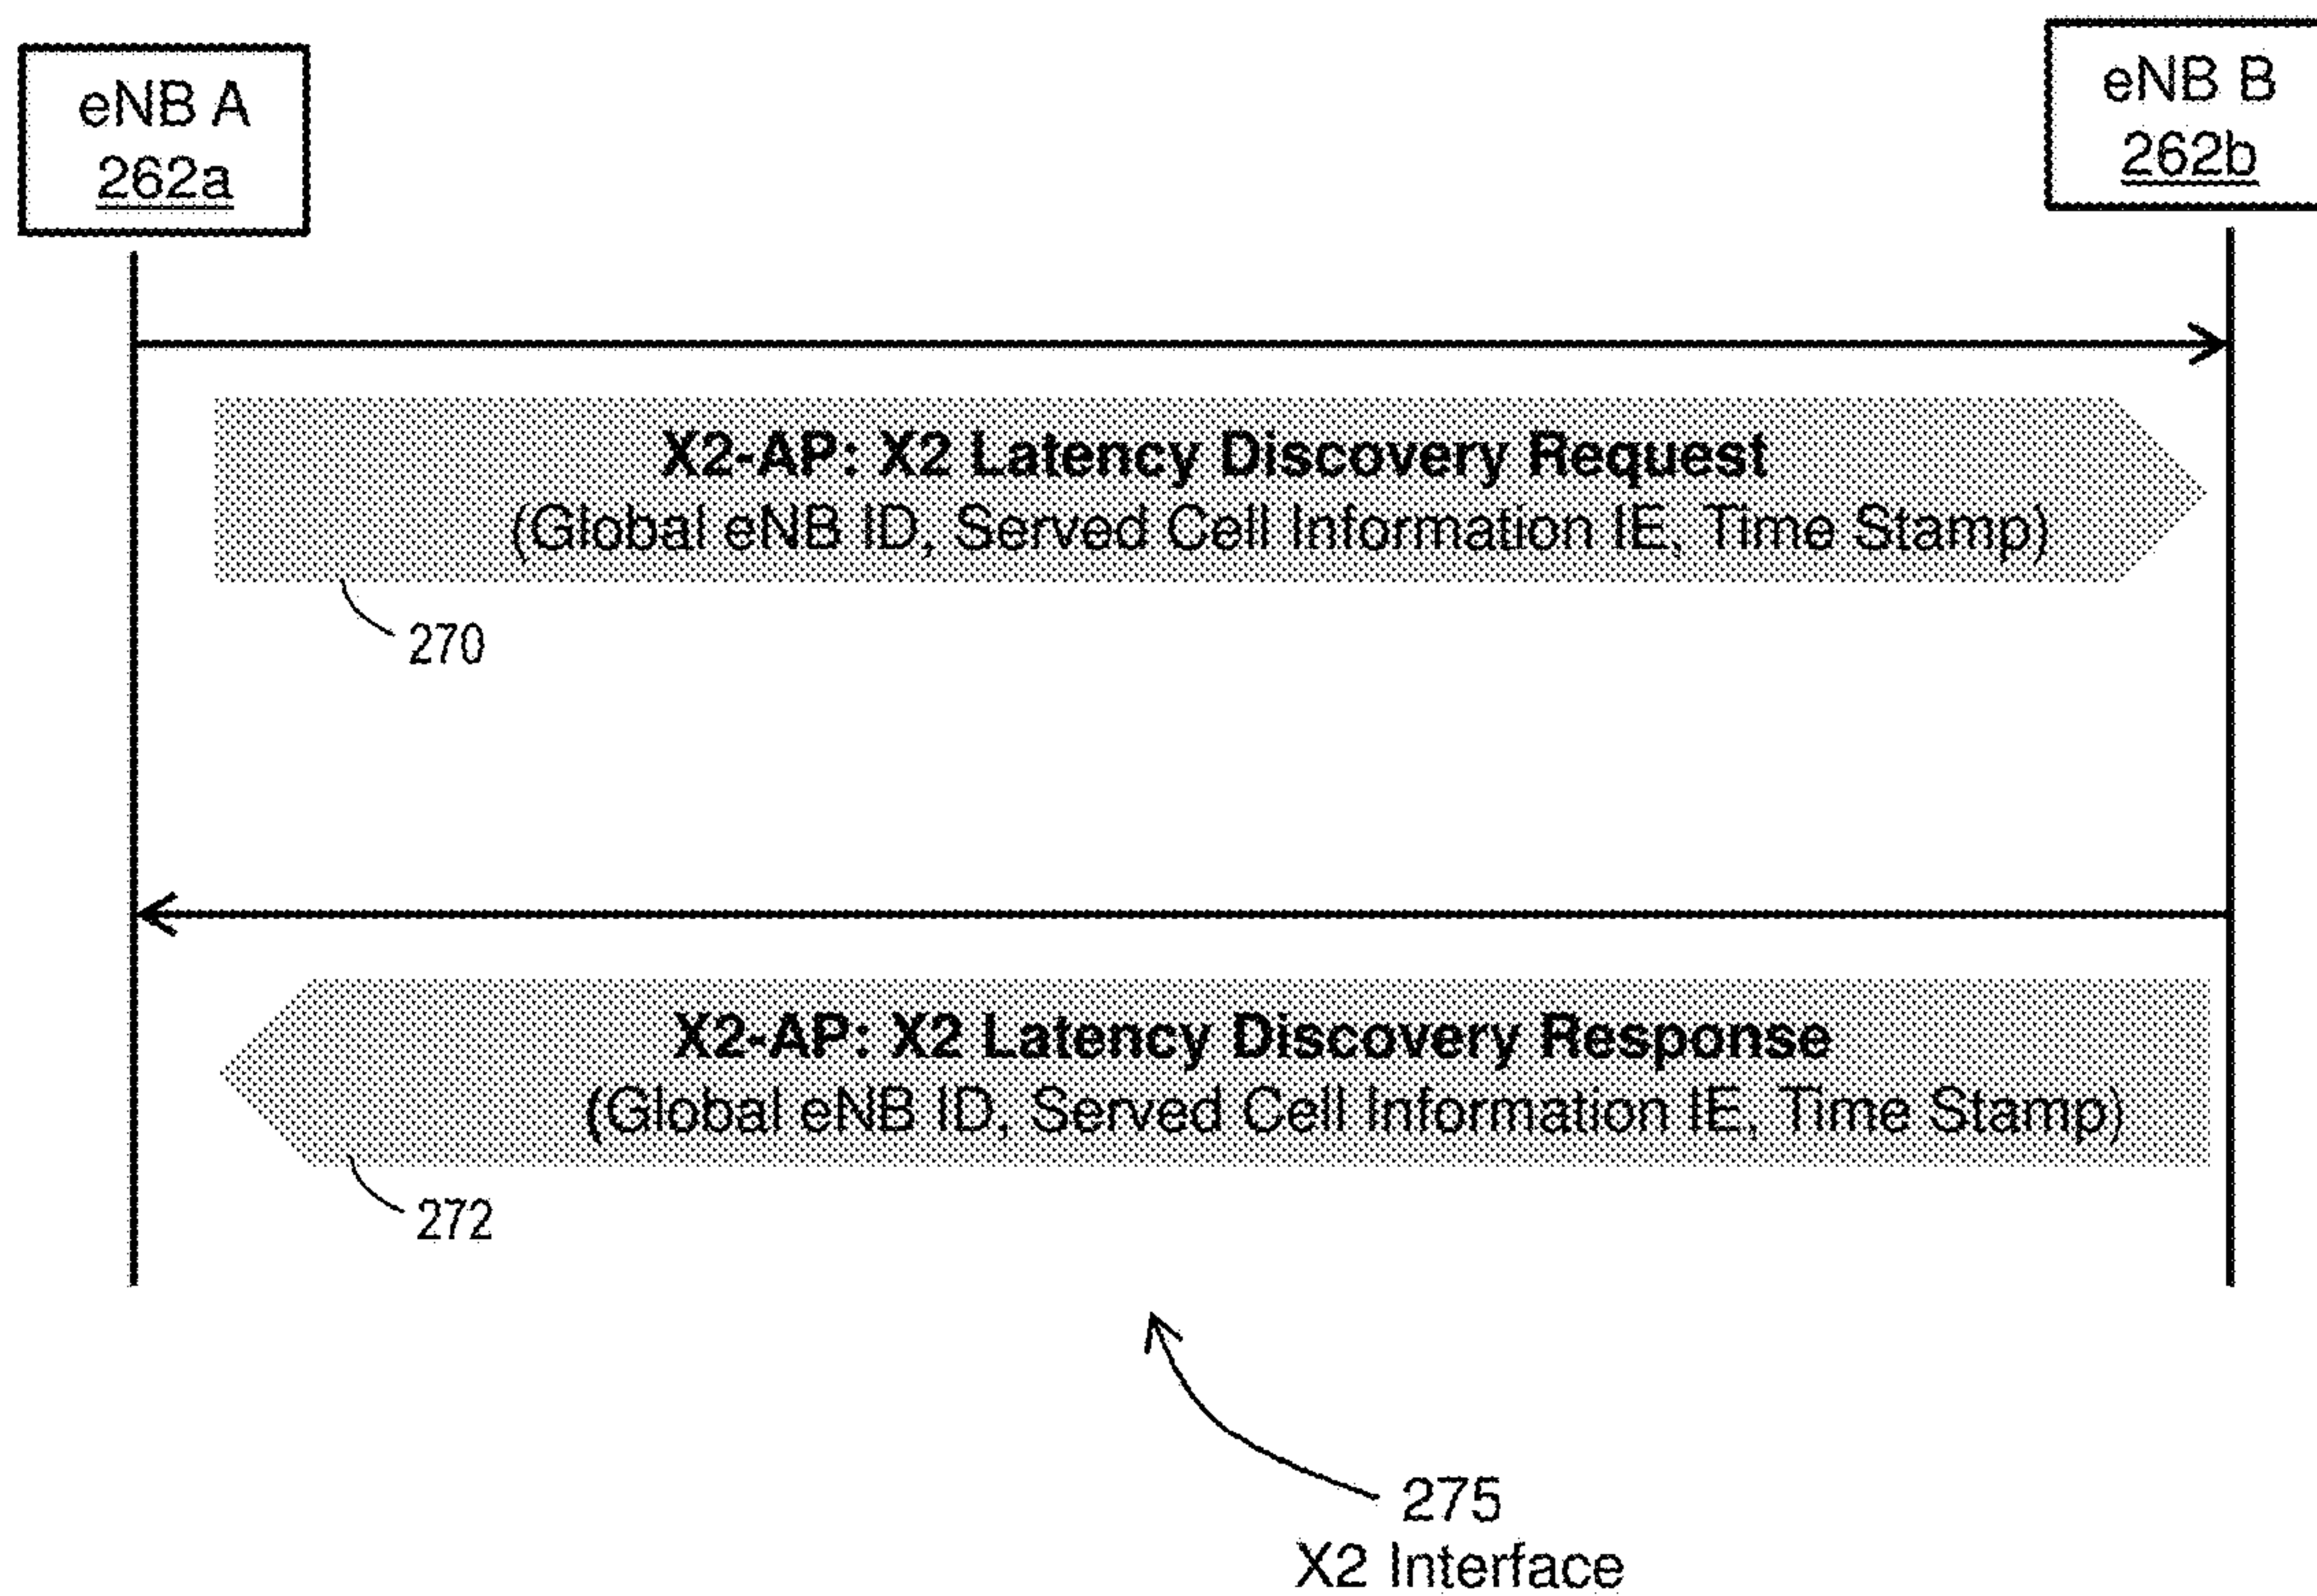 eNB A
262a
eNB B
262b
X2-AP: X2 Latency Discovery Request
(Global eNB ID, Served Cell Information IE, Time Stamp)
270
X2-AP: X2 Latency Discovery Response
(Global eNB ID, Served Cell Information IE, Time Stamp)
272
275
X2 Interface